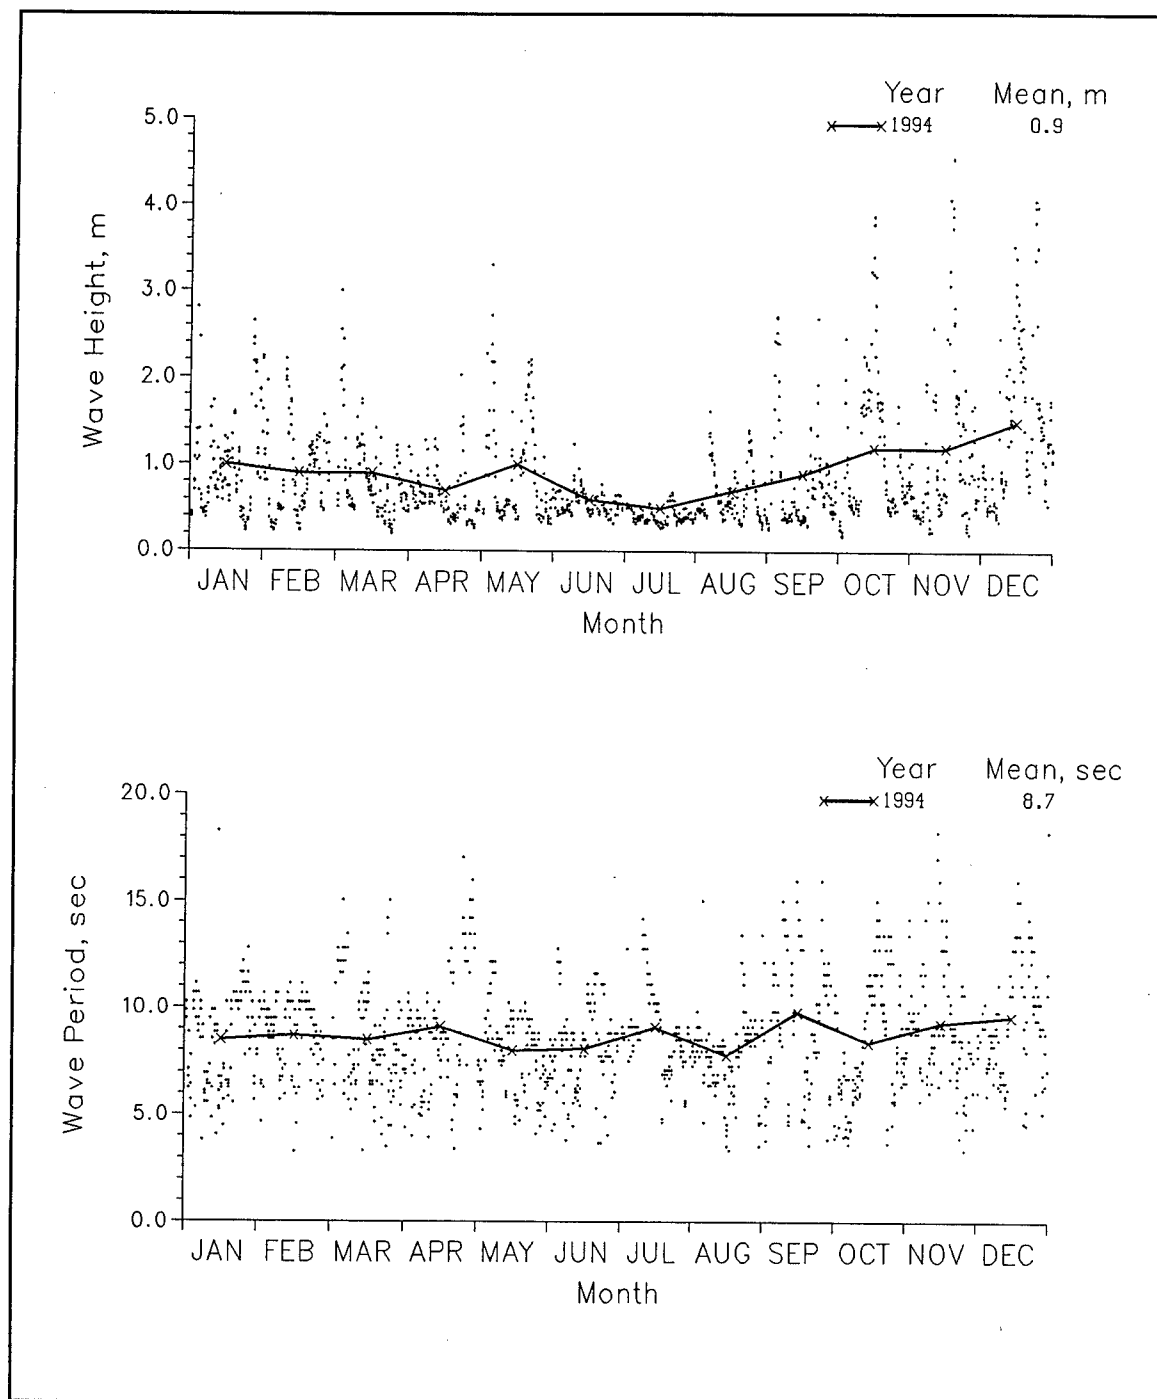 Year Mean, m
1994 0.9
5.0
4.0
3.0
2.0
1.0
0.0
Wave Height, m
JAN FEB MAR APR MAY JUN JUL AUG SEP OCT NOV DEC
Month
Year Mean, sec
1994 8.7
20.0
15.0
10.0
5.0
0.0
Wave Period, sec
JAN FEB MAR APR MAY JUN JUL AUG SEP OCT NOV DEC
Month